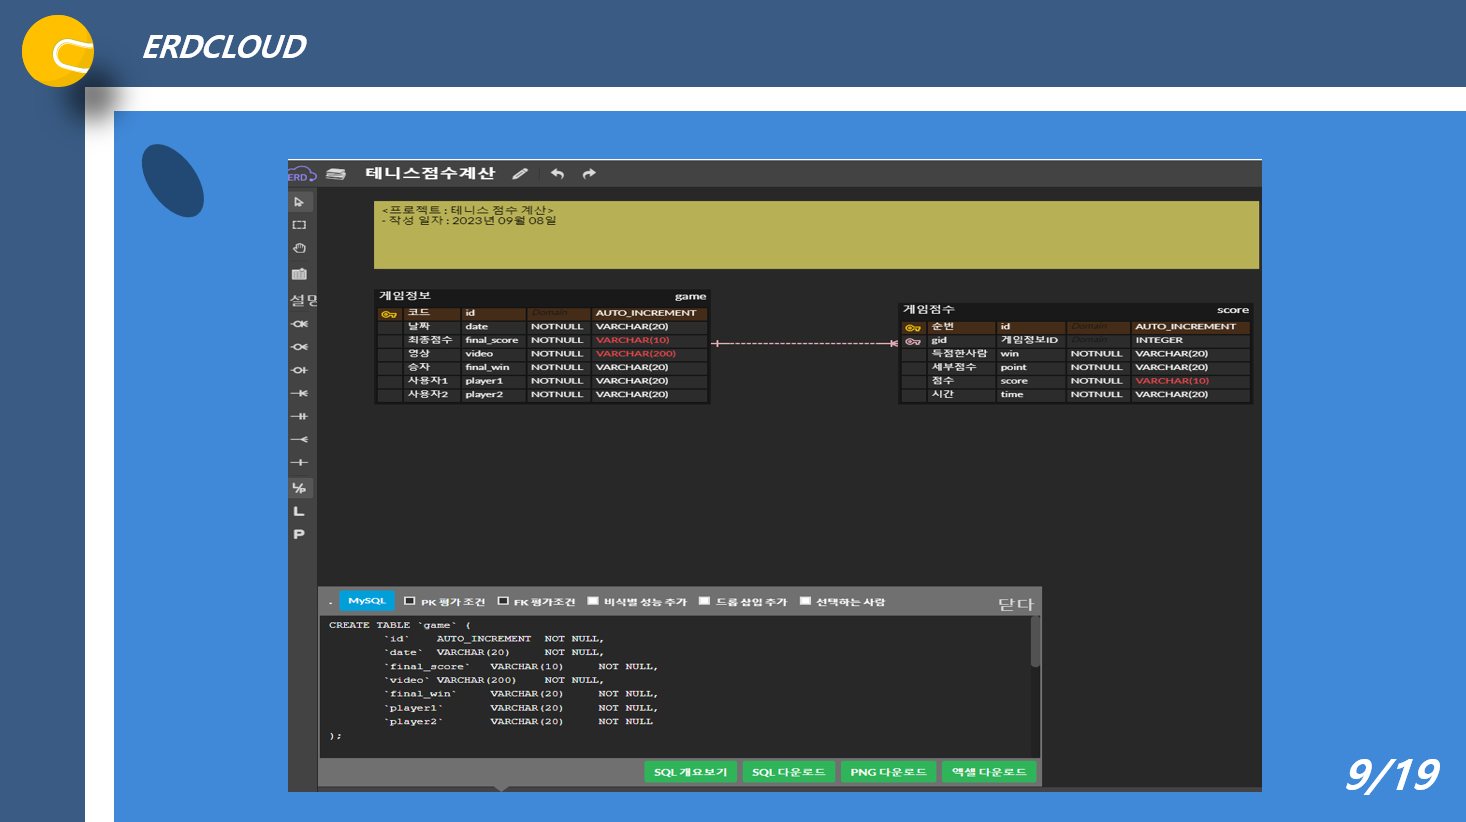 ERDCLOUD
ERD
테니스점수계산
<프로젝트 : 테니스 점수 계산>
- 작성 일자 : 2023년 09월 08일
설명
L
P
게임정보 game
코드 id Domain AUTO_INCREMENT
날짜 date NOTNULL VARCHAR(20)
최종점수 final_score NOTNULL VARCHAR(10)
영상 video NOTNULL VARCHAR(200)
승자 final_win NOTNULL VARCHAR(20)
사용자1 player1 NOTNULL VARCHAR(20)
사용자2 player2 NOTNULL VARCHAR(20)
게임점수 score
순번 id Domain AUTO_INCREMENT
gid 게임정보ID Domain INTEGER
득점한사람 win NOTNULL VARCHAR(20)
세부점수 point NOTNULL VARCHAR(20)
점수 score NOTNULL VARCHAR(10)
시간 time NOTNULL VARCHAR(20)
MySQL PK 평가 조건 FK 평가조건 비식별 성능 추가 드롭 삽입 추가 선택하는 사람 닫다
CREATE TABLE `game` (
`id` AUTO_INCREMENT NOT NULL,
`date` VARCHAR(20) NOT NULL,
`final_score` VARCHAR(10) NOT NULL,
`video` VARCHAR(200) NOT NULL,
`final_win` VARCHAR(20) NOT NULL,
`player1` VARCHAR(20) NOT NULL,
`player2` VARCHAR(20) NOT NULL
);
SQL 개요보기 SQL 다운로드 PNG 다운로드 엑셀 다운로드
9/19